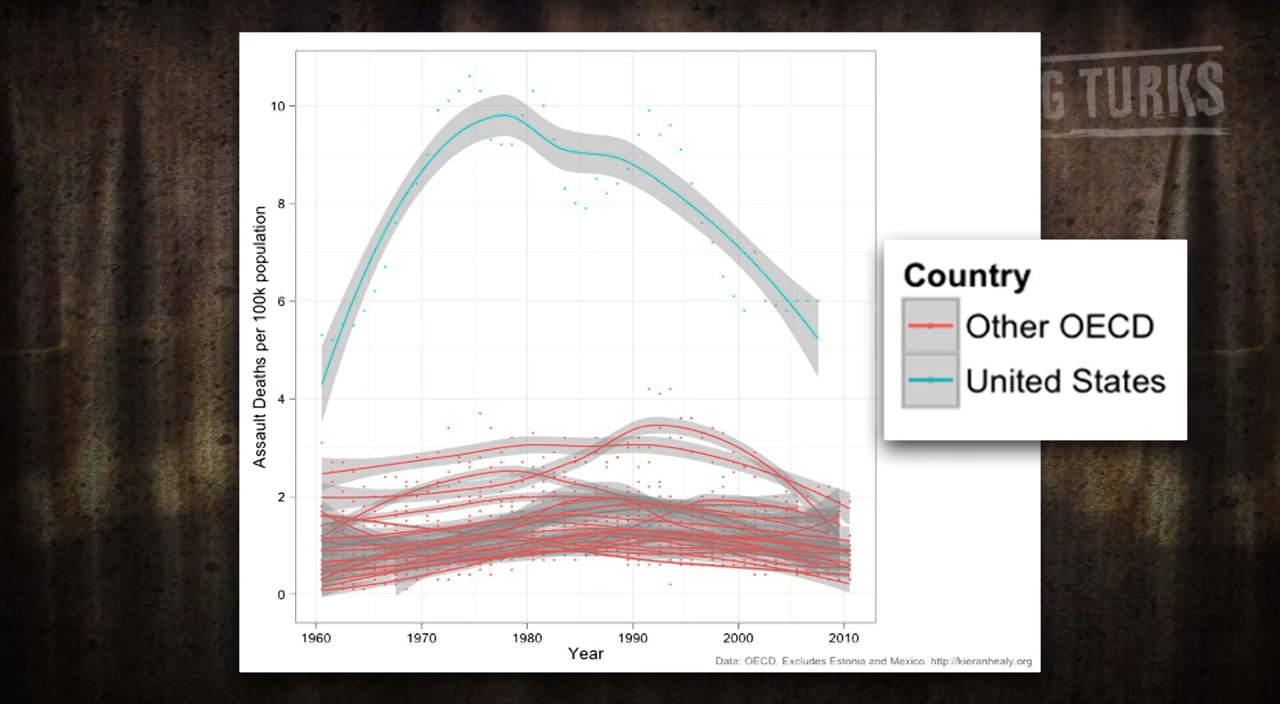 G TURKS
10
8
6
4
2
0
Assault Deaths per 100k population
1960 1970 1980 1990 2000 2010
Year
Data: OECD. Excludes Estonia and Mexico. http://kieranhealy.org
Country
Other OECD
United States